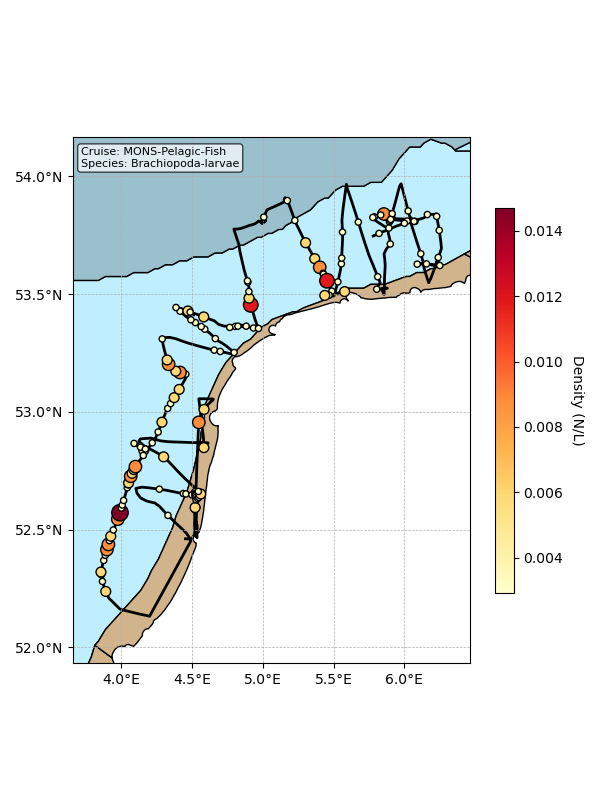 Cruise: MONS-Pelagic-Fish
Species: Brachiopoda-larvae
54.0°N
53.5°N
53.0°N
52.5°N
52.0°N
4.0°E 4.5°E 5.0°E 5.5°E 6.0°E
0.014
0.012
0.010
0.008
0.006
0.004
Density (N/L)